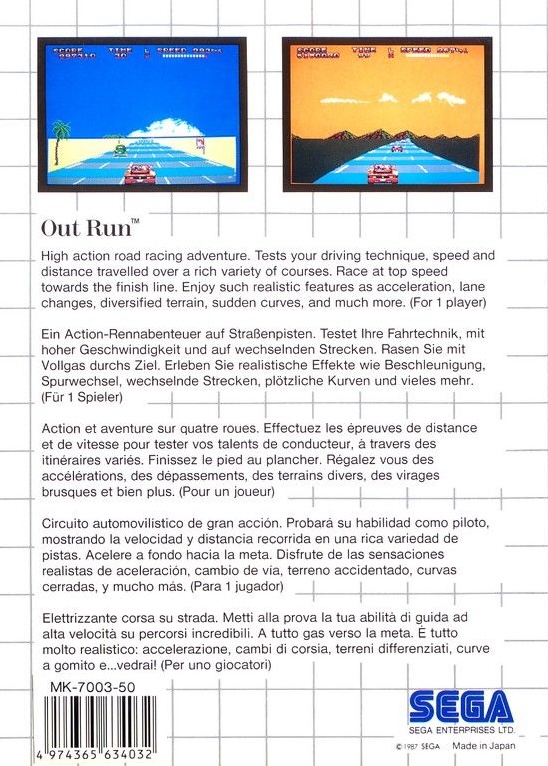 SCORE TIME SPEED
SCORE TIME SPEED
Out Run™
High action road racing adventure. Tests your driving technique, speed and
distance travelled over a rich variety of courses. Race at top speed
towards the finish line. Enjoy such realistic features as acceleration, lane
changes, diversified terrain, sudden curves, and much more. (For 1 player)
Ein Action-Rennabenteuer auf Straßenpisten. Testet Ihre Fahrtechnik, mit
hoher Geschwindigkeit und auf wechselnden Strecken. Rasen Sie mit
Vollgas durchs Ziel. Erleben Sie realistische Effekte wie Beschleunigung,
Spurwechsel, wechselnde Strecken, plötzliche Kurven und vieles mehr.
(Für 1 Spieler)
Action et aventure sur quatre roues. Effectuez les épreuves de distance
et de vitesse pour tester vos talents de conducteur, à travers des
itinéraires variés. Finissez le pied au plancher. Régalez vous des
accélérations, des dépassements, des terrains divers, des virages
brusques et bien plus. (Pour un joueur)
Circuito automovilistico de gran acción. Probará su habilidad como piloto,
mostrando la velocidad y distancia recorrida en una rica variedad de
pistas. Acelere a fondo hacia la meta. Disfrute de las sensaciones
realistas de aceleración, cambio de vía, terreno accidentado, curvas
cerradas, y mucho más. (Para 1 jugador)
Elettrizzante corsa su strada. Metti alla prova la tua abilità di guida ad
alta velocità su percorsi incredibili. A tutto gas verso la meta. È tutto
molto realistico: accelerazione, cambi di corsia, terreni differenziati, curve
a gomito e...vedrai! (Per uno giocatori)
MK-7003-50
4 974365 634032
SEGA
SEGA ENTERPRISES LTD.
© 1987 SEGA Made in Japan